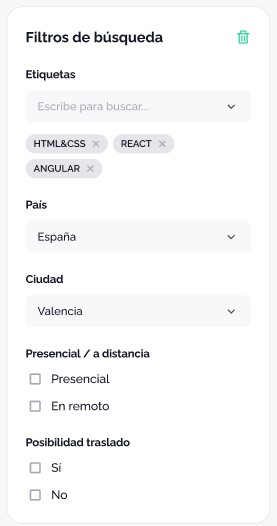 Filtros de búsqueda
Etiquetas
Escribe para buscar....
HTML&CSS REACT
ANGULAR
País
España
Ciudad
Valencia
Presencial / a distancia
Presencial
En remoto
Posibilidad traslado
Sí
No